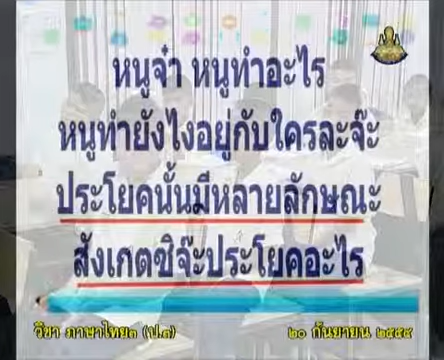 หนูจ๋า หนูทำอะไร
หนูทำยังไงอยู่กับใครละจ๊ะ
ประโยคนั้นมีหลายลักษณะ
สังเกตซิจ๊ะประโยคอะไร
วิชา ภาษาไทย๓ (ป.๓)
๒๐ กันยายน ๒๕๕๔